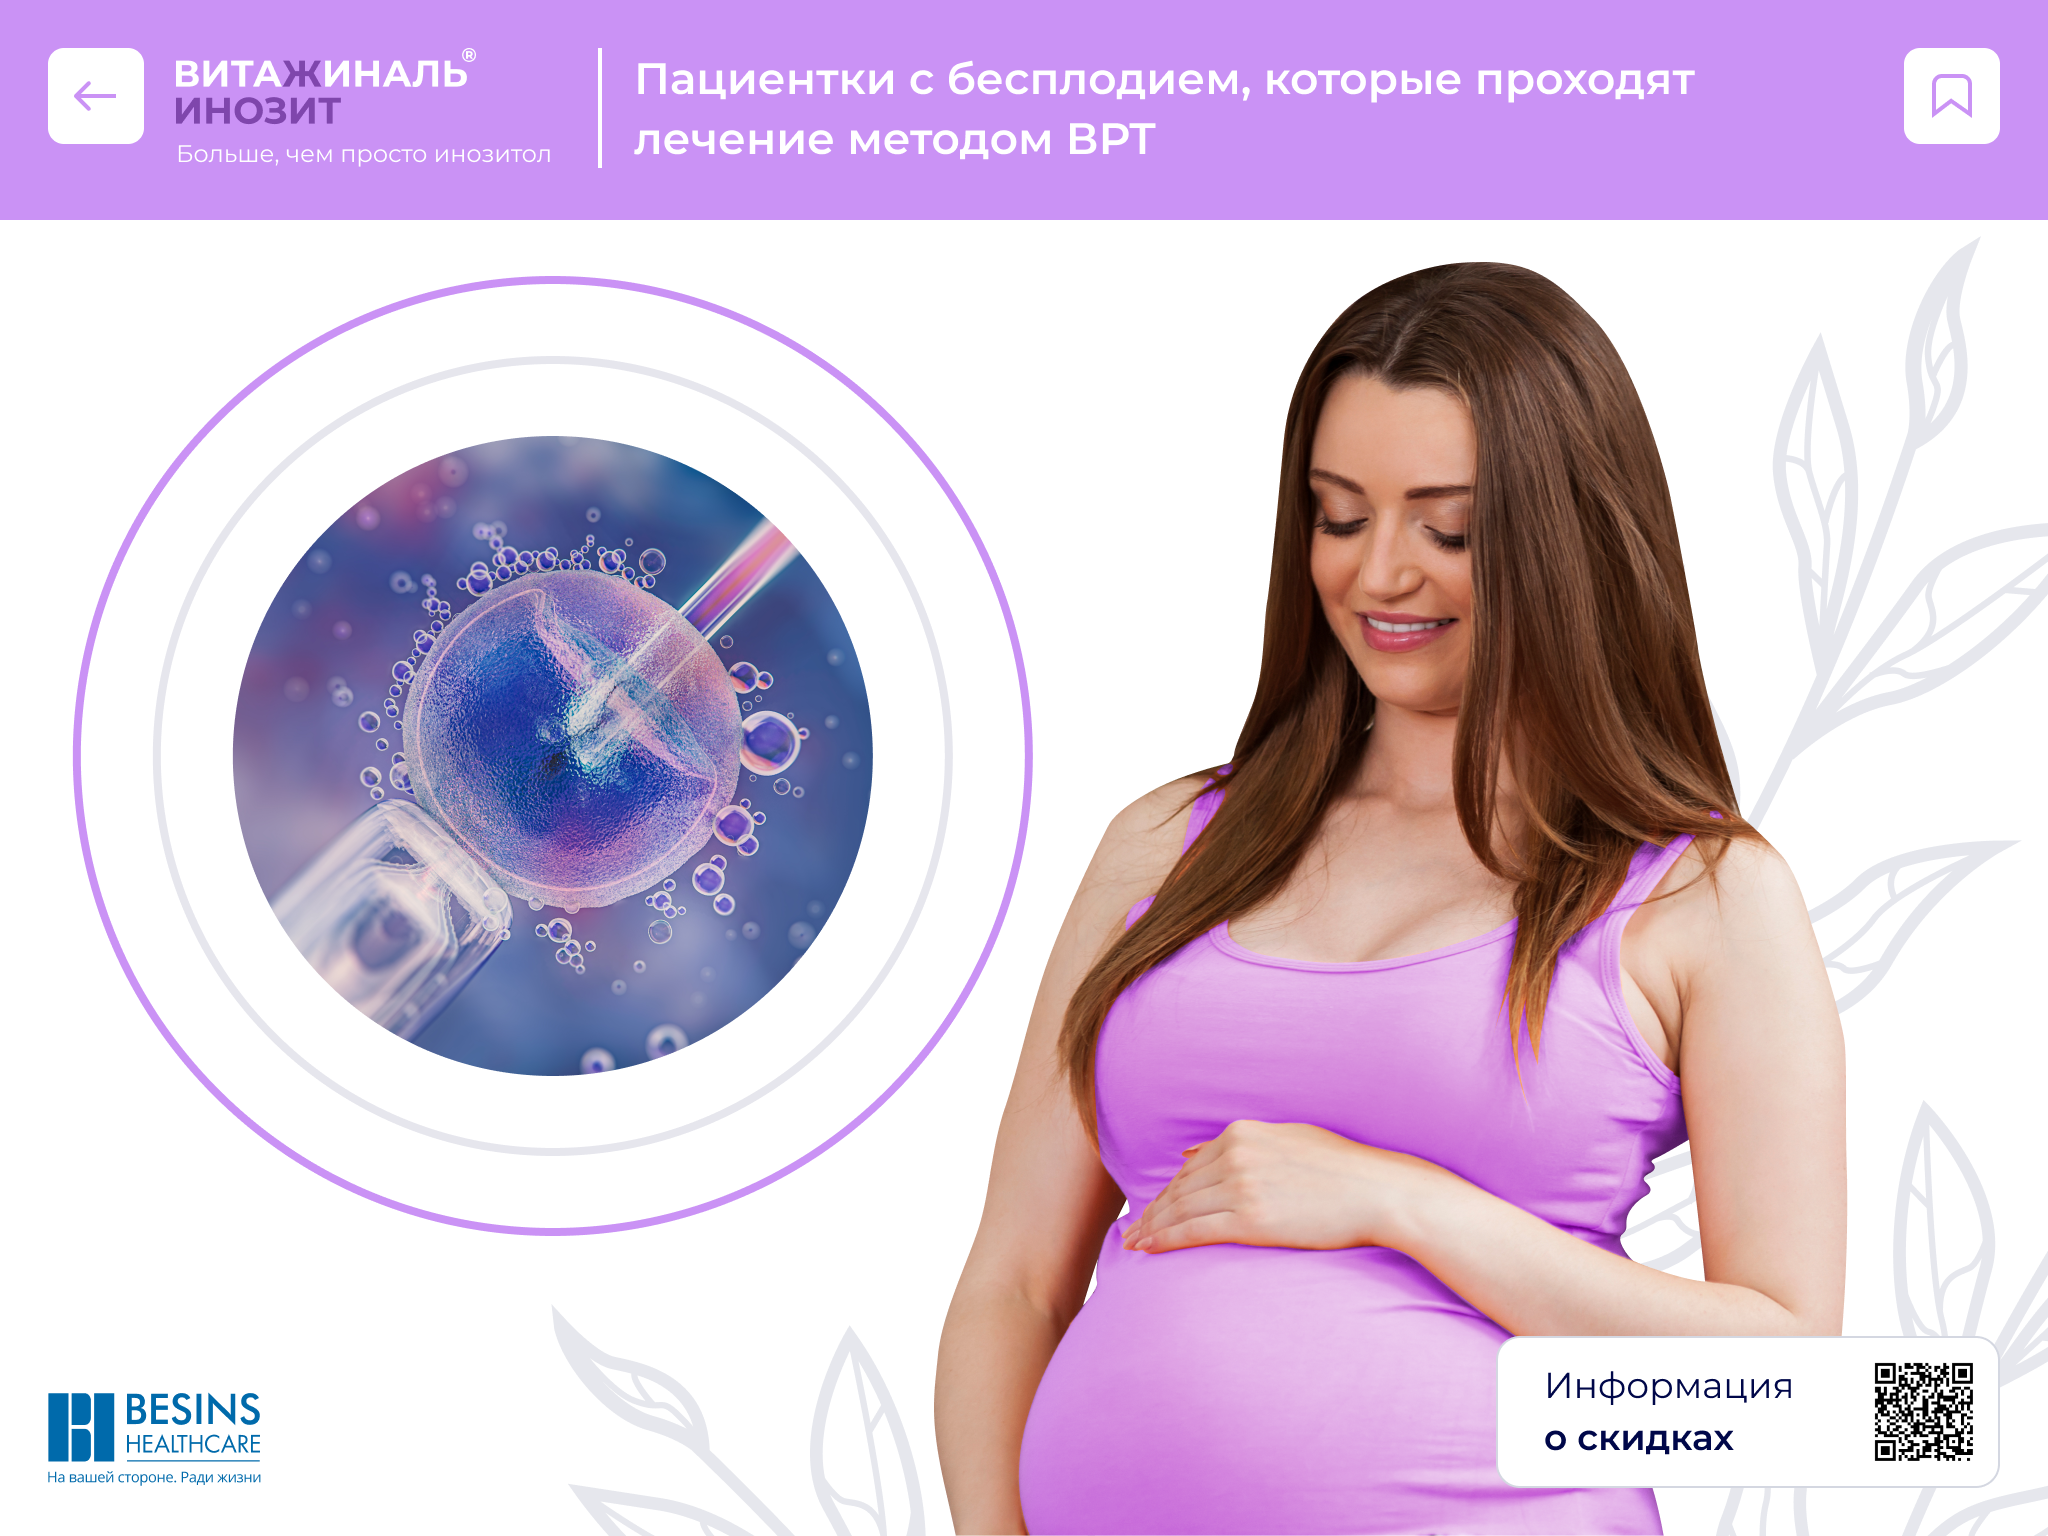 ВИТАЖИНАЛЬ®
ИНОЗИТ
Больше, чем просто инозитол
Пациентки с бесплодием, которые проходят
лечение методом ВРТ
BESINS
HEALTHCARE
На вашей стороне. Ради жизни
Информация
о скидках